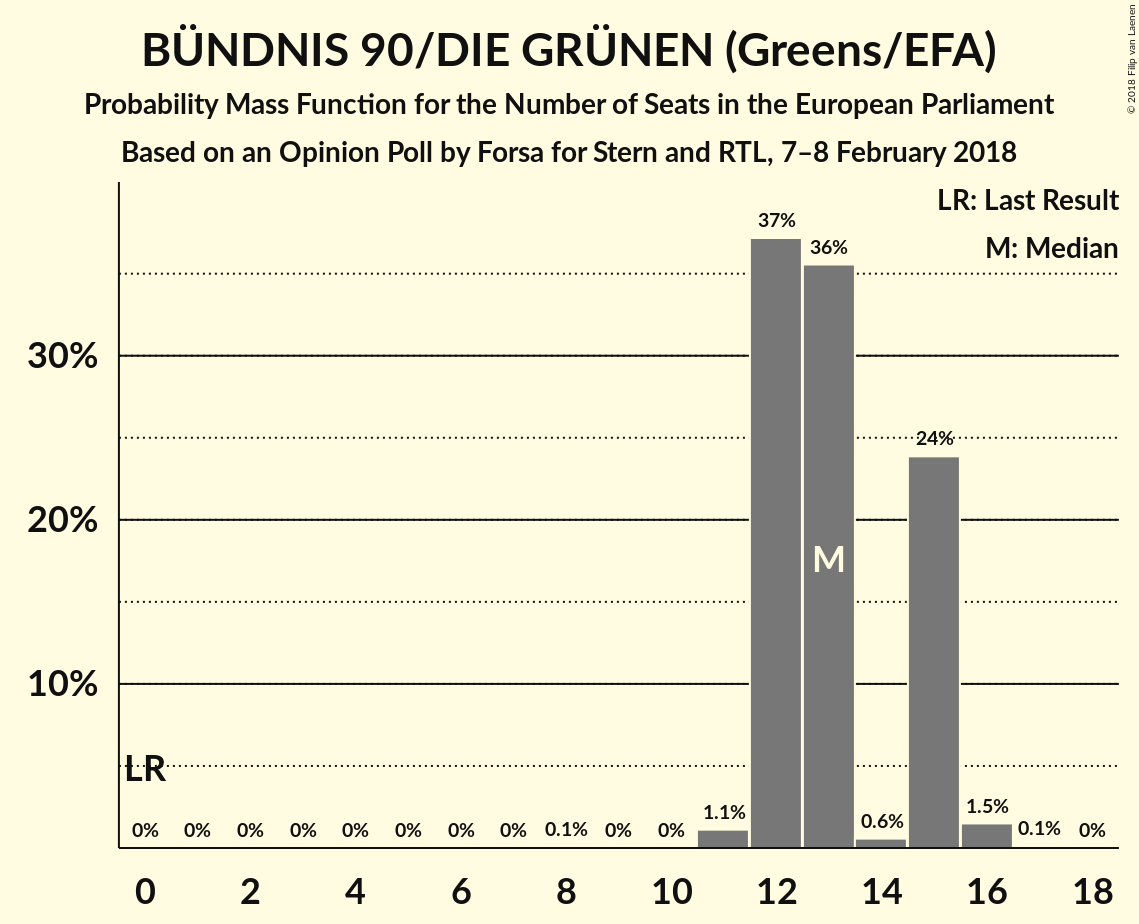 BÜNDNIS 90/DIE GRÜNEN (Greens/EFA)
Probability Mass Function for the Number of Seats in the European Parliament
Based on an Opinion Poll by Forsa for Stern and RTL, 7–8 February 2018
© 2018 Filip van Laenen
LR: Last Result
M: Median
37%
36%
30%
24%
20%
M
10%
LR
0% 0% 0% 0% 0% 0% 0% 0% 0.1% 0% 0% 1.1% 0.6% 1.5% 0.1% 0%
0 2 4 6 8 10 12 14 16 18